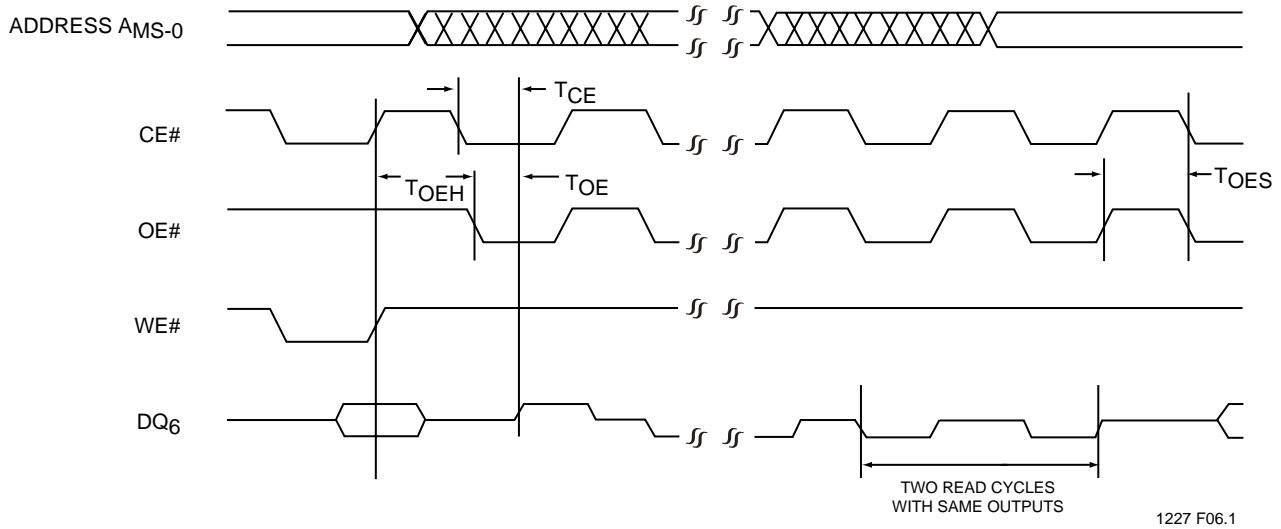 ADDRESS AMS-0
TCE
CE#
TOEH
TOE
TOES
OE#
WE#
DQ6
TWO READ CYCLES
WITH SAME OUTPUTS
1227 F06.1